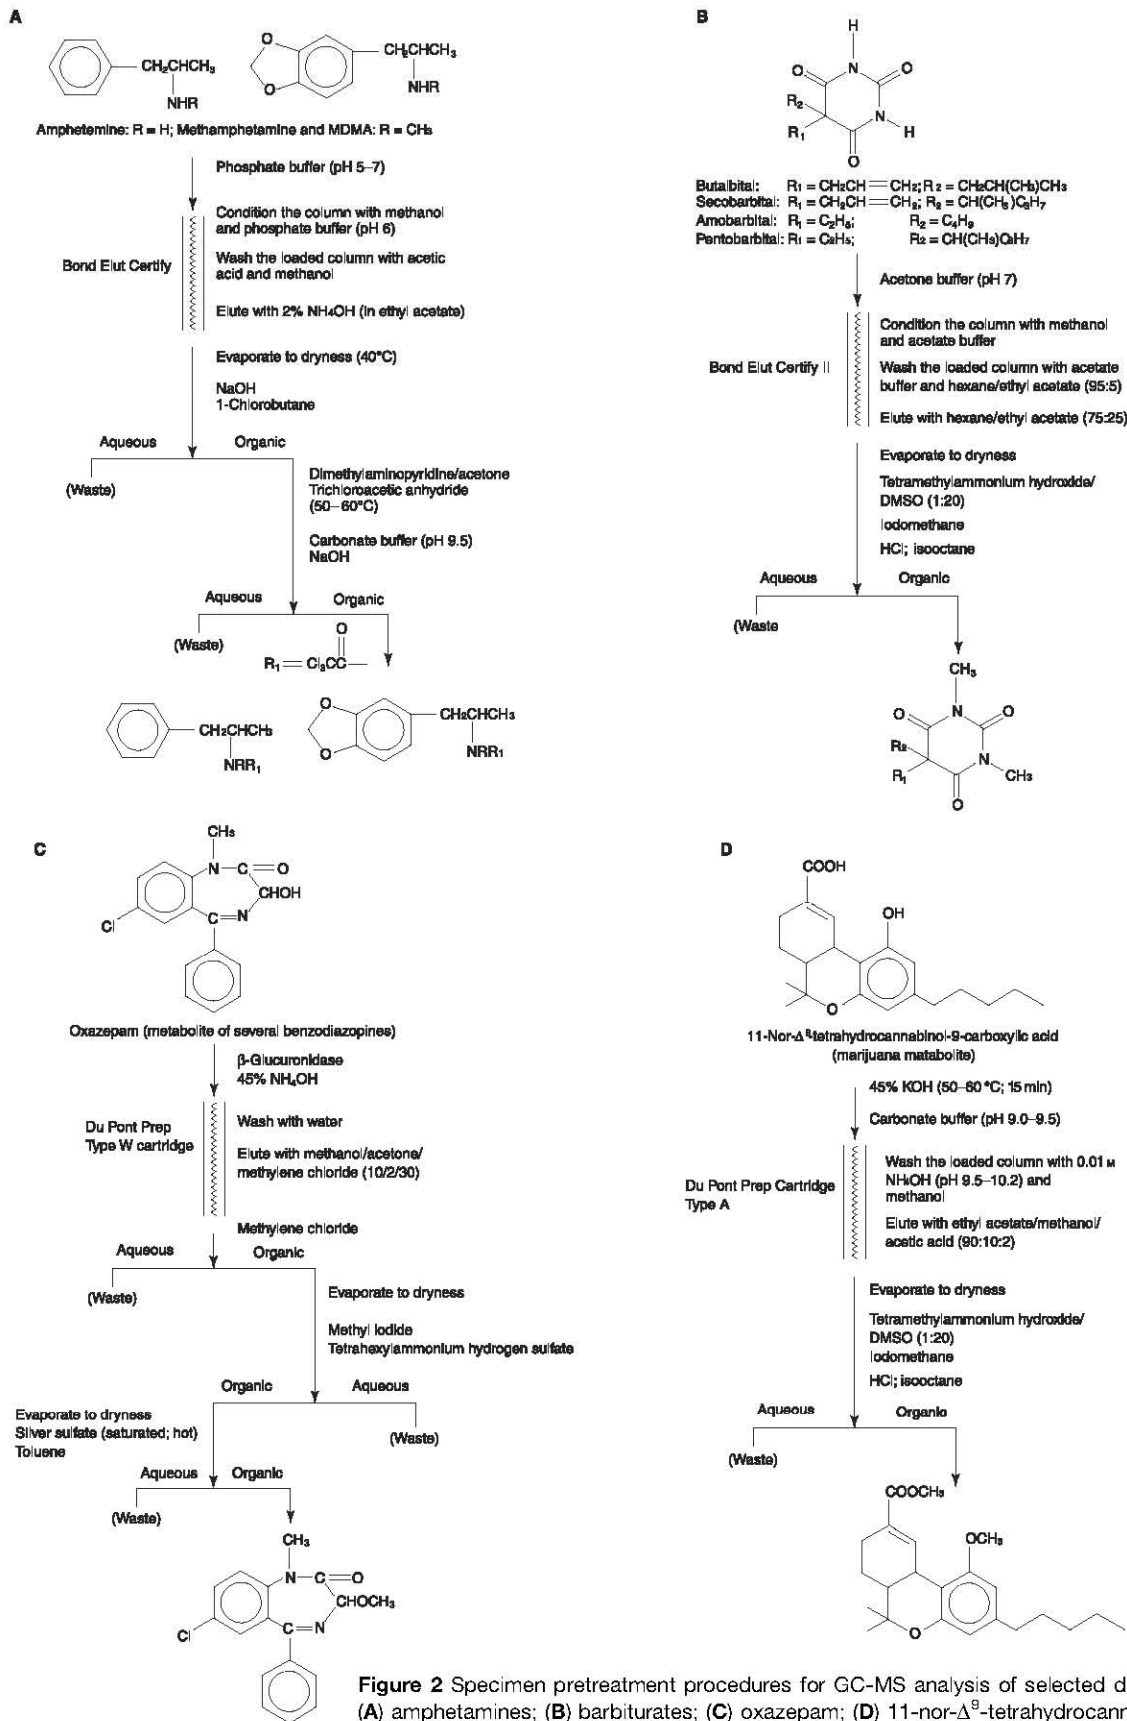 A
O
O
CH₂CHCH₃
NHR
CH₂CHCH₃
NHR
Amphetemine: R = H; Methamphetamine and MDMA: R = CH₃
Phosphate buffer (pH 5–7)
Condition the column with methanol
and phosphate buffer (pH 6)
Bond Elut Certify
Wash the loaded column with acetic
acid and methanol
Elute with 2% NH₄OH (in ethyl acetate)
Evaporate to dryness (40°C)
NaOH
1-Chlorobutane
Aqueous Organic
(Waste)
Dimethylaminopyridine/acetone
Trichloroacetic anhydride
(50–60°C)
Carbonate buffer (pH 9.5)
NaOH
Aqueous Organic
(Waste)
O
R₁ = Cl₃CC—
O
O
CH₂CHCH₃
NRR₁
CH₂CHCH₃
NRR₁
B
H
O N O
R₂
R₁
N H
O
Butalbital: R₁ = CH₂CH=CH₂; R₂ = CH₂CH(CH₃)CH₃
Secobarbital: R₁ = CH₂CH=CH₂; R₂ = CH(CH₃)C₃H₇
Amobarbital: R₁ = C₂H₅; R₂ = C₄H₉
Pentobarbital: R₁ = C₂H₅; R₂ = CH(CH₃)C₃H₇
Acetone buffer (pH 7)
Condition the column with methanol
and acetate buffer
Bond Elut Certify II
Wash the loaded column with acetate
buffer and hexane/ethyl acetate (95:5)
Elute with hexane/ethyl acetate (75:25)
Evaporate to dryness
Tetramethylammonium hydroxide/
DMSO (1:20)
Iodomethane
HCl; isooctane
Aqueous Organic
(Waste
CH₃
O N O
R₂
R₁
N CH₃
O
C
CH₃
N C O
CHOH
Cl
C=N
Oxazepam (metabolite of several benzodiazopines)
β-Glucuronidase
45% NH₄OH
Du Pont Prep
Type W cartridge
Wash with water
Elute with methanol/acetone/
methylene chloride (10/2/30)
Methylene chloride
Aqueous Organic
(Waste)
Evaporate to dryness
Methyl iodide
Tetrahexylammonium hydrogen sulfate
Organic Aqueous
(Waste)
Evaporate to dryness
Silver sulfate (saturated; hot)
Toluene
Aqueous Organic
(Waste)
CH₃
N C O
CHOCH₃
Cl
C=N
D
COOH
OH
O
11-Nor-Δ⁹-tetrahydrocannabinol-9-carboxylic acid
(marijuana matabolite)
45% KOH (50–60 °C; 15 min)
Carbonate buffer (pH 9.0–9.5)
Du Pont Prep Cartridge
Type A
Wash the loaded column with 0.01 M
NH₄OH (pH 9.5–10.2) and
methanol
Elute with ethyl acetate/methanol/
acetic acid (90:10:2)
Evaporate to dryness
Tetramethylammonium hydroxide/
DMSO (1:20)
Iodomethane
HCl; isooctane
Aqueous Organic
(Waste)
COOCH₃
OCH₃
O
Figure 2 Specimen pretreatment procedures for GC-MS analysis of selected d
(A) amphetamines; (B) barbiturates; (C) oxazepam; (D) 11-nor-Δ⁹-tetrahydrocann